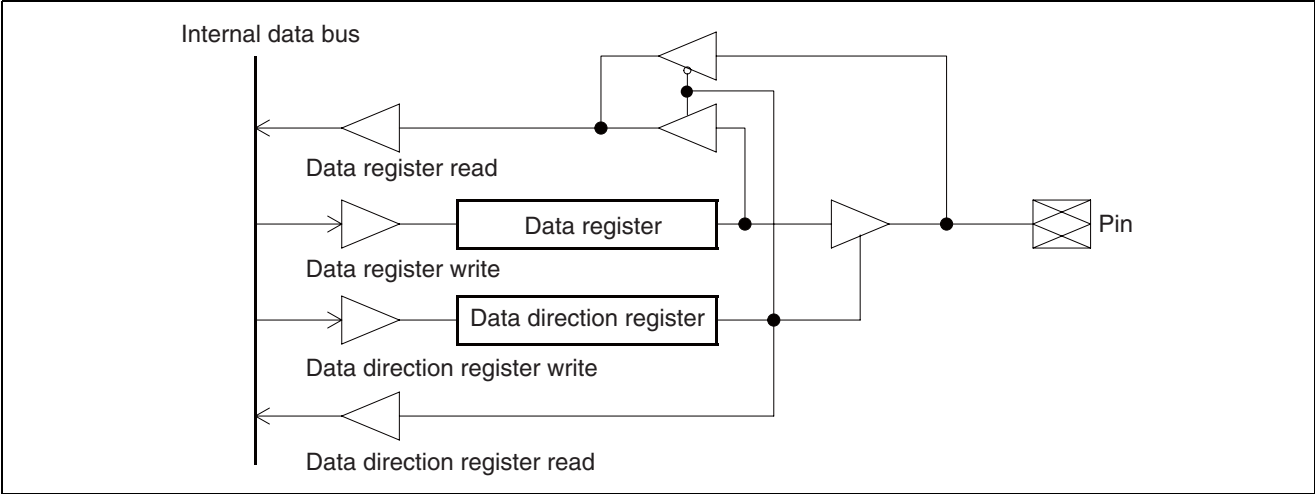 Internal data bus
Data register read
Data register
Pin
Data register write
Data direction register
Data direction register write
Data direction register read